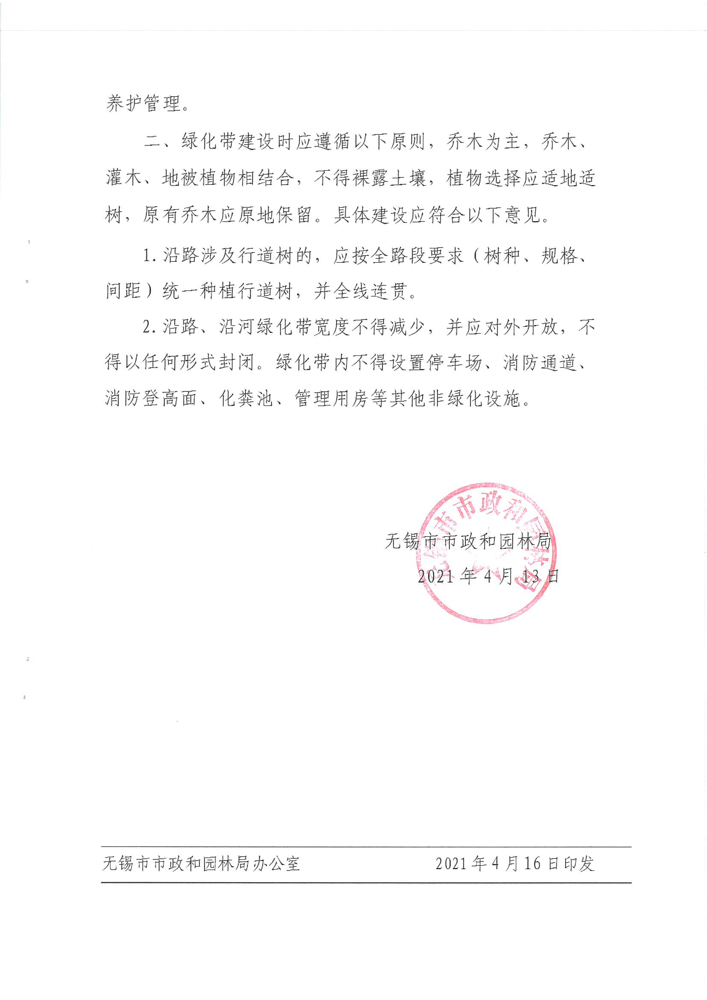 养护管理。
二、绿化带建设时应遵循以下原则，乔木为主，乔木、
灌木、地被植物相结合，不得裸露土壤，植物选择应适地适
树，原有乔木应原地保留。具体建设应符合以下意见。
1.沿路涉及行道树的，应按全路段要求（树种、规格、
间距）统一种植行道树，并全线连贯。
2.沿路、沿河绿化带宽度不得减少，并应对外开放，不
得以任何形式封闭。绿化带内不得设置停车场、消防通道、
消防登高面、化粪池、管理用房等其他非绿化设施。
无锡市市政和园林局
无锡市市政和园林局
2021年4月13日
无锡市市政和园林局办公室 2021年4月16日印发